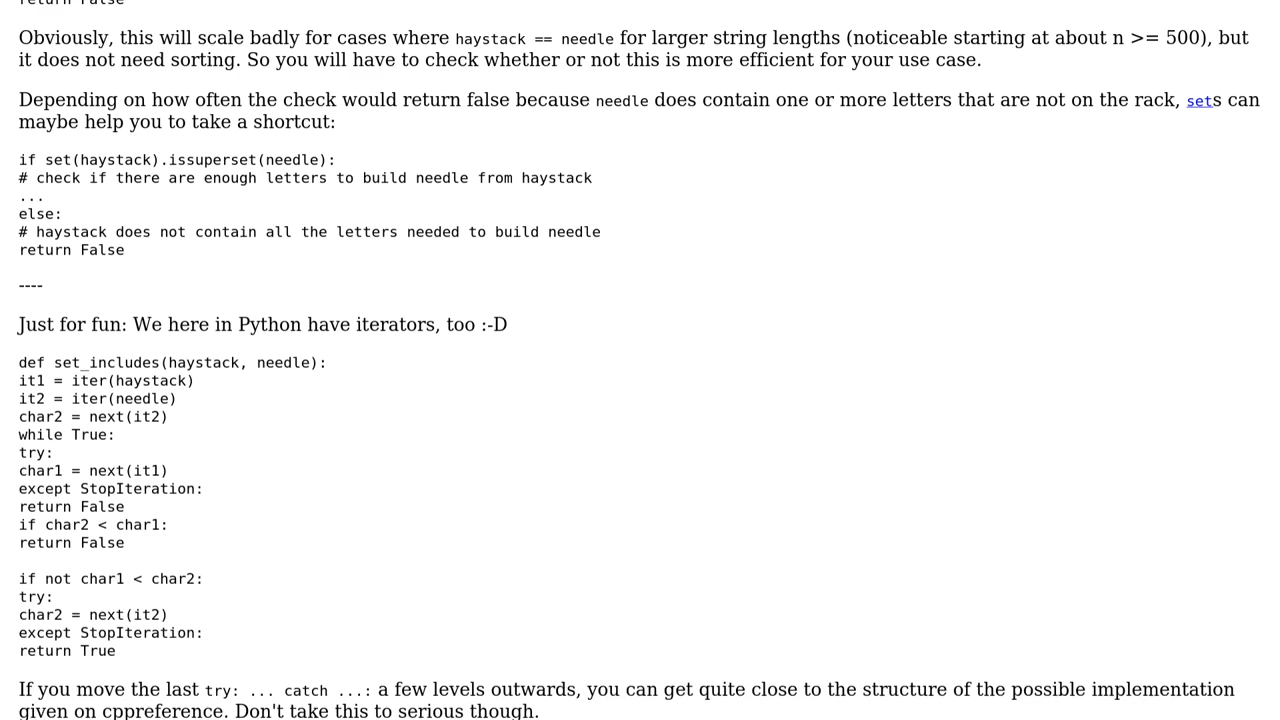 return False
Obviously, this will scale badly for cases where haystack == needle for larger string lengths (noticeable starting at about n >= 500), but
it does not need sorting. So you will have to check whether or not this is more efficient for your use case.
Depending on how often the check would return false because needle does contain one or more letters that are not on the rack, sets can
maybe help you to take a shortcut:
if set(haystack).issuperset(needle):
# check if there are enough letters to build needle from haystack
...
else:
# haystack does not contain all the letters needed to build needle
return False
----
Just for fun: We here in Python have iterators, too :-D
def set_includes(haystack, needle):
it1 = iter(haystack)
it2 = iter(needle)
char2 = next(it2)
while True:
try:
char1 = next(it1)
except StopIteration:
return False
if char2 < char1:
return False
if not char1 < char2:
try:
char2 = next(it2)
except StopIteration:
return True
If you move the last try: ... catch ...: a few levels outwards, you can get quite close to the structure of the possible implementation
given on cppreference. Don't take this to serious though.